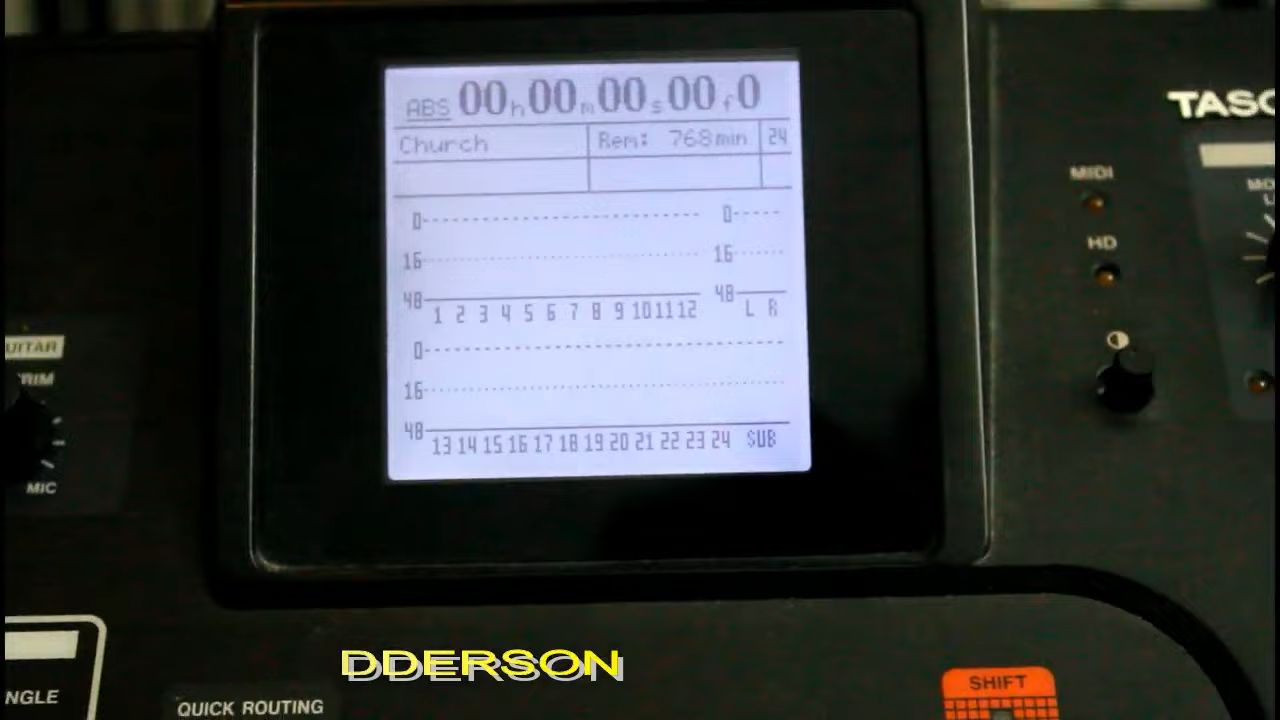 ABS 00h00m00s00f0
Church Rem: 768min 24
0 0
16 16
48 48
1 2 3 4 5 6 7 8 9 10 11 12 L R
0
16
48
13 14 15 16 17 18 19 20 21 22 23 24 SUB
TASC
MIDI
HD
UITAR
RIM
MIC
NGLE
QUICK ROUTING
DDERSON
SHIFT